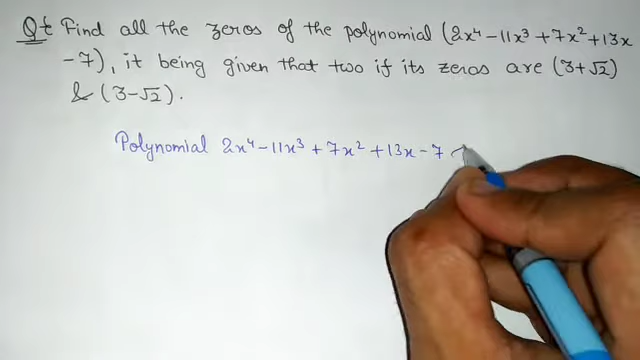 Qt Find all the zeros of the polynomial (2x⁴ - 11x³ + 7x² + 13x
- 7), it being given that two if its zeros are (3+√2)
& (3-√2).
Polynomial 2x⁴ - 11x³ + 7x² + 13x - 7